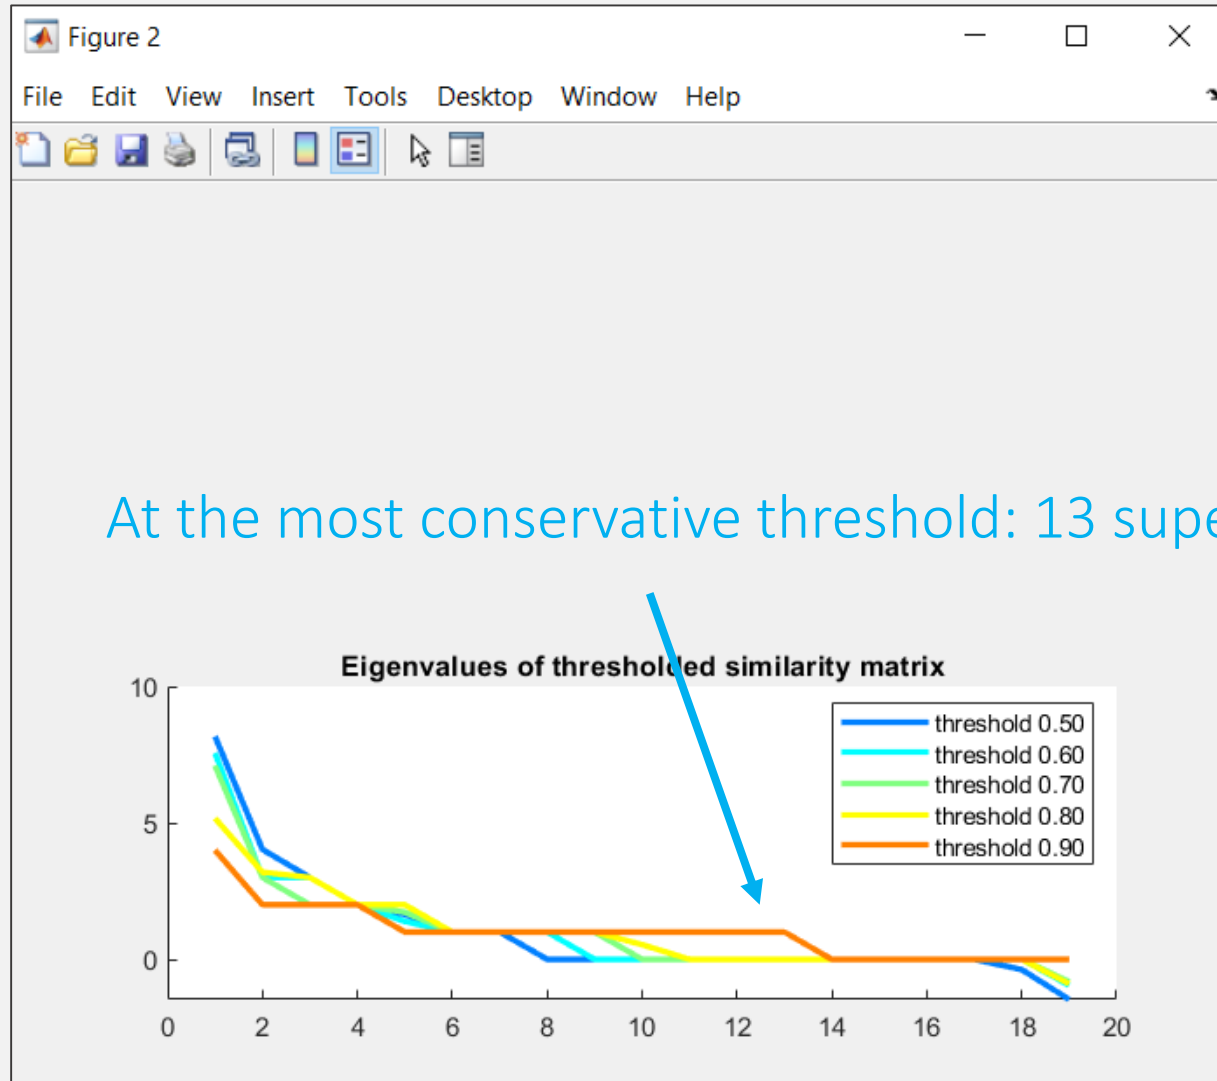 Figure 2
File Edit View Insert Tools Desktop Window Help
At the most conservative threshold: 13 supe
Eigenvalues of thresholded similarity matrix
10
5
0
threshold 0.50
threshold 0.60
threshold 0.70
threshold 0.80
threshold 0.90
0 2 4 6 8 10 12 14 16 18 20